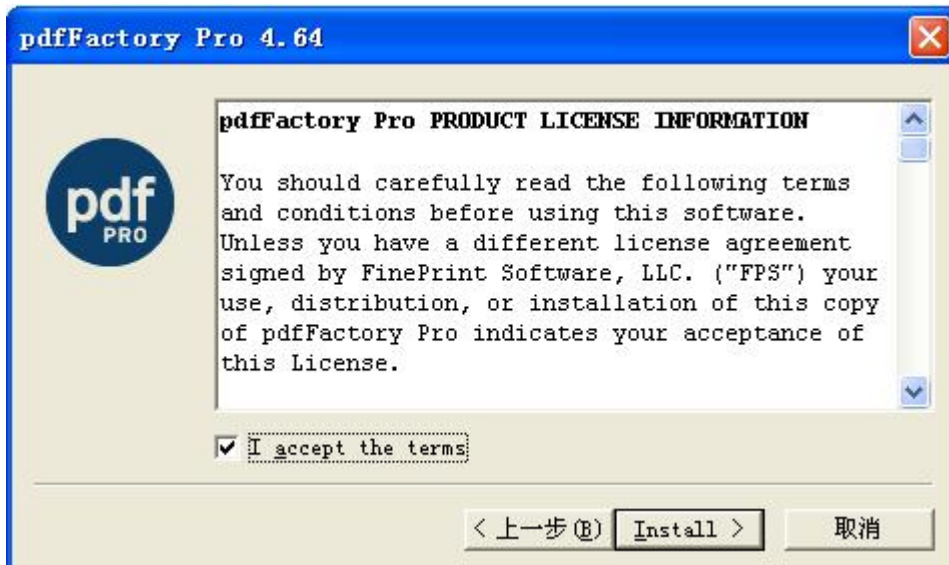 pdfFactory Pro 4.64
pdfFactory Pro PRODUCT LICENSE INFORMATION
You should carefully read the following terms
and conditions before using this software.
Unless you have a different license agreement
signed by FinePrint Software, LLC. ("FPS") your
use, distribution, or installation of this copy
of pdfFactory Pro indicates your acceptance of
this License.
pdf
PRO
I accept the terms
< 上一步(B)
Install >
取消